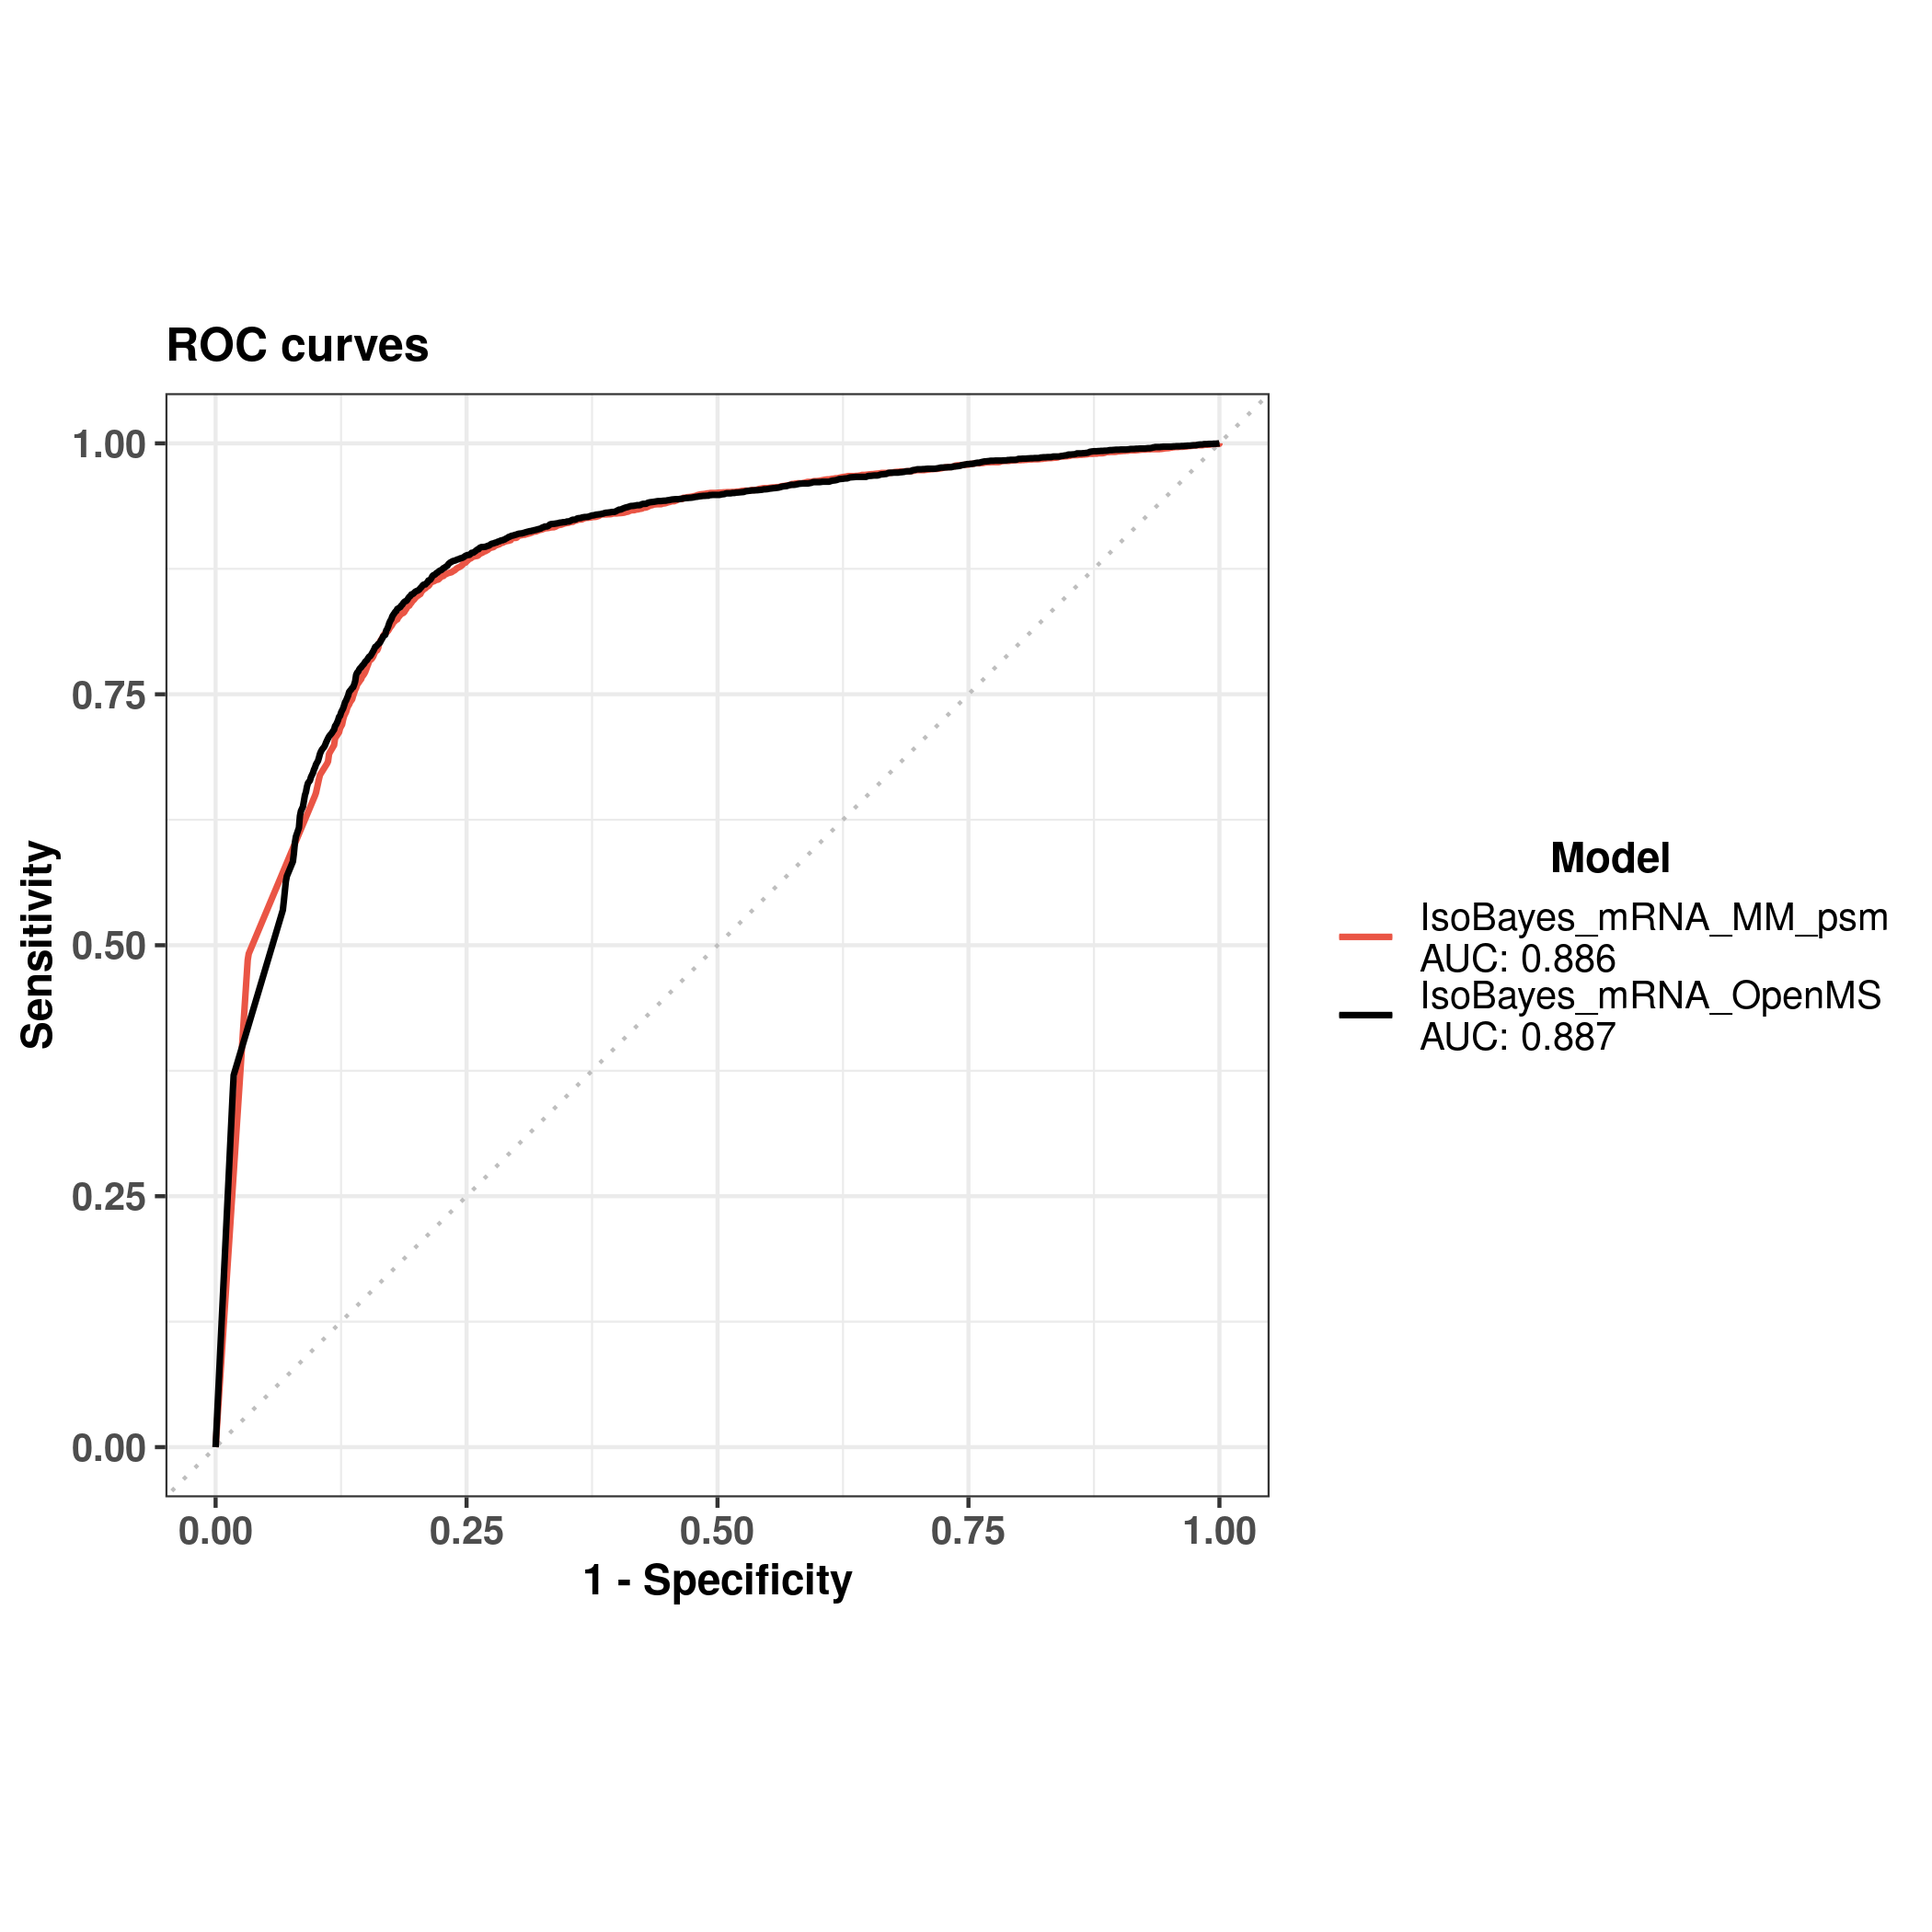 ROC curves
1.00
0.75
0.50
0.25
0.00
Sensitivity
0.00 0.25 0.50 0.75 1.00
1 - Specificity
Model
IsoBayes_mRNA_MM_psm
AUC: 0.886
IsoBayes_mRNA_OpenMS
AUC: 0.887